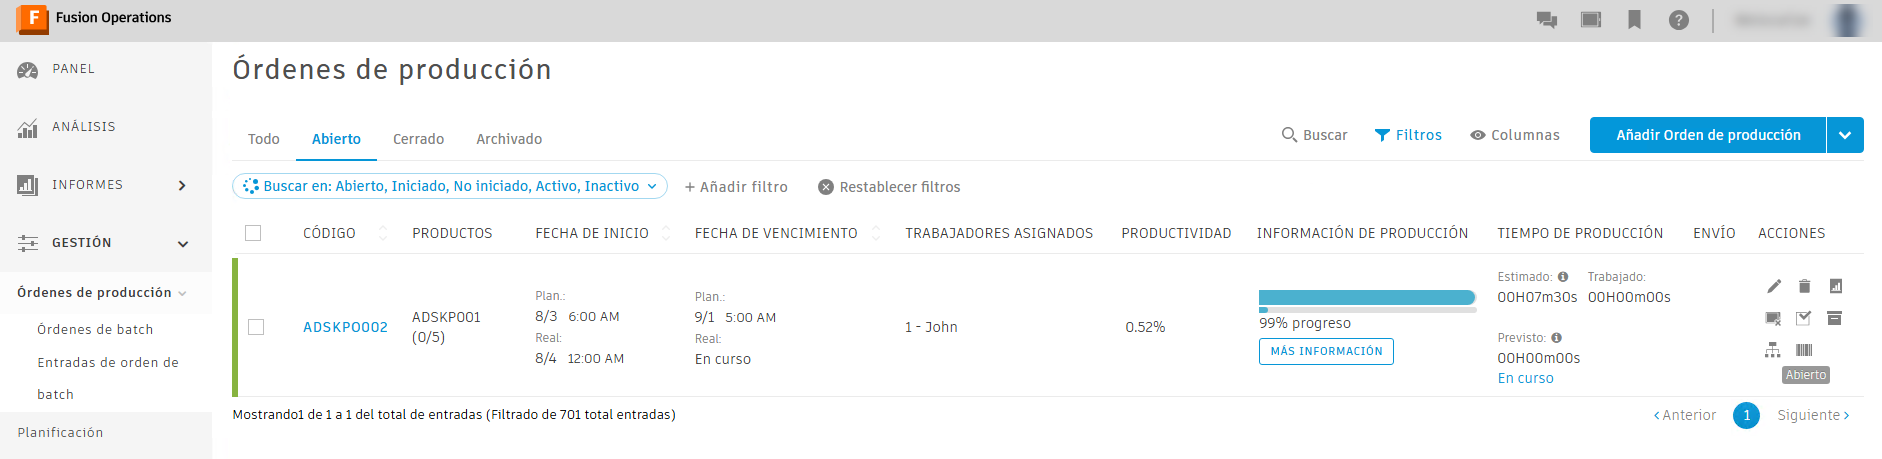 F Fusion Operations
?
PANEL
ANÁLISIS
INFORMES
GESTIÓN
Órdenes de producción
Órdenes de batch
Entradas de orden de
batch
Planificación
Órdenes de producción
Todo Abierto Cerrado Archivado
Buscar Filtros Columnas Añadir Orden de producción
Buscar en: Abierto, Iniciado, No iniciado, Activo, Inactivo + Añadir filtro Restablecer filtros
CÓDIGO PRODUCTOS FECHA DE INICIO FECHA DE VENCIMIENTO TRABAJADORES ASIGNADOS PRODUCTIVIDAD INFORMACIÓN DE PRODUCCIÓN TIEMPO DE PRODUCCIÓN ENVÍO ACCIONES
ADSKPO002
ADSKP001
(0/5)
Plan.:
8/3 6:00 AM
Real:
8/4 12:00 AM
Plan.:
9/1 5:00 AM
Real:
En curso
1 - John
0.52%
99% progreso
MÁS INFORMACIÓN
Estimado: Trabajado:
00H07m30s 00H00m00s
Previsto:
00H00m00s
En curso
Abierto
Mostrando1 de 1 a 1 del total de entradas (Filtrado de 701 total entradas)
Anterior 1 Siguiente